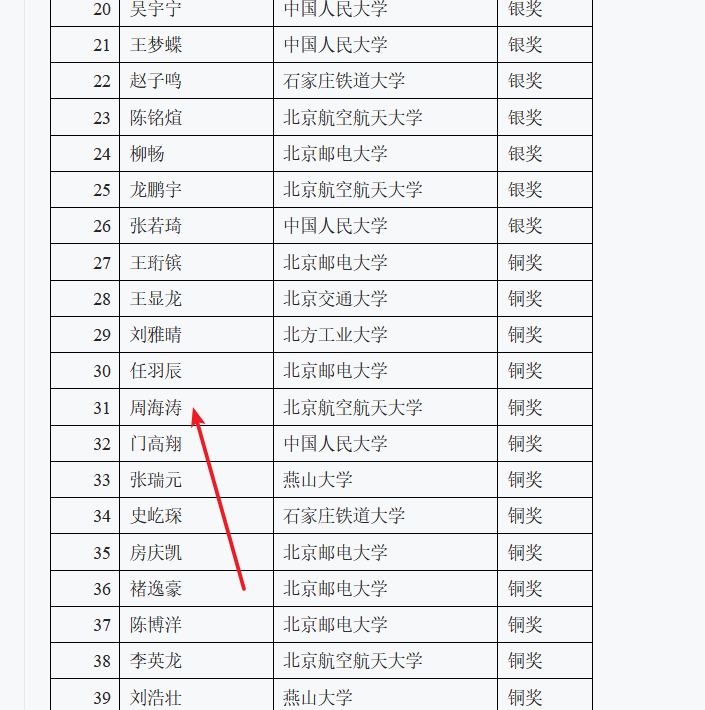 20 吴宇宁 中国人民大学 银奖
21 王梦蝶 中国人民大学 银奖
22 赵子鸣 石家庄铁道大学 银奖
23 陈铭煊 北京航空航天大学 银奖
24 柳畅 北京邮电大学 银奖
25 龙鹏宇 北京航空航天大学 银奖
26 张若琦 中国人民大学 银奖
27 王珩镔 北京邮电大学 铜奖
28 王显龙 北京交通大学 铜奖
29 刘雅晴 北方工业大学 铜奖
30 任羽辰 北京邮电大学 铜奖
31 周海涛 北京航空航天大学 铜奖
32 门高翔 中国人民大学 铜奖
33 张瑞元 燕山大学 铜奖
34 史屹琛 石家庄铁道大学 铜奖
35 房庆凯 北京邮电大学 铜奖
36 褚逸豪 北京邮电大学 铜奖
37 陈博洋 北京邮电大学 铜奖
38 李英龙 北京航空航天大学 铜奖
39 刘浩壮 燕山大学 铜奖